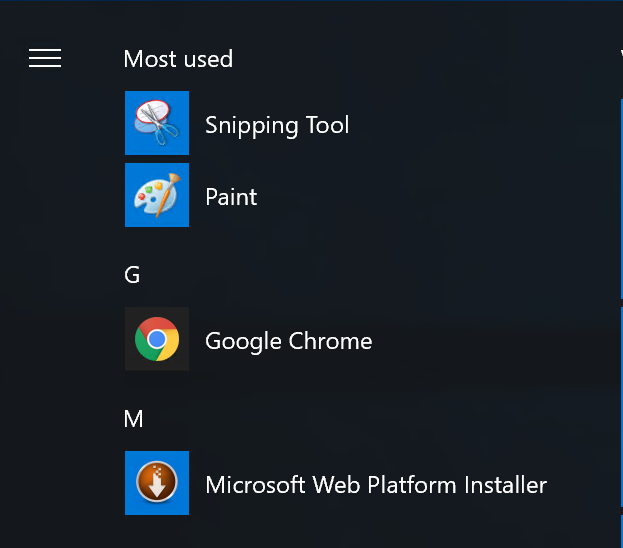 Most used
Snipping Tool
Paint
G
Google Chrome
M
Microsoft Web Platform Installer